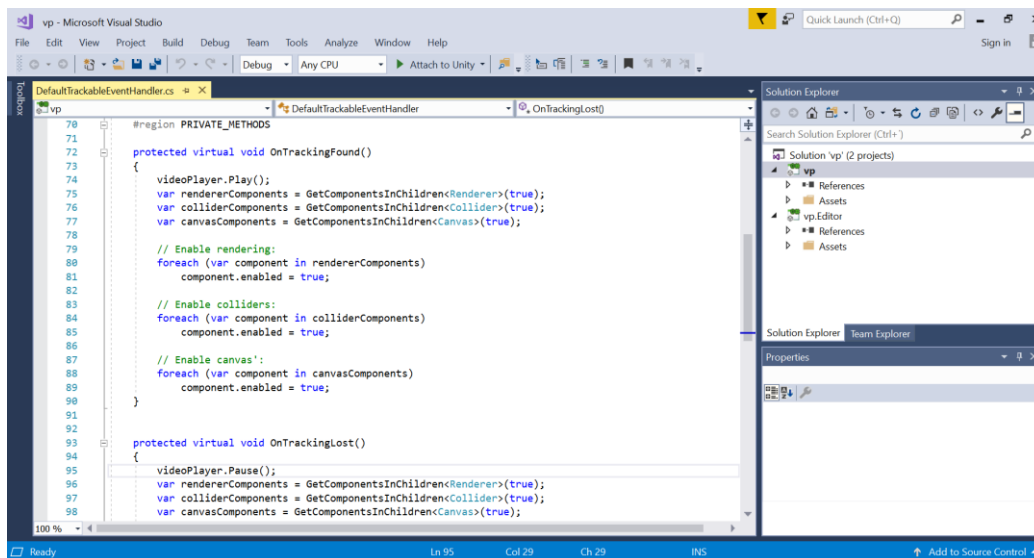 vp - Microsoft Visual Studio
Quick Launch (Ctrl+Q)
File Edit View Project Build Debug Team Tools Analyze Window Help
Sign in
Debug Any CPU Attach to Unity
Toolbox
DefaultTrackableEventHandler.cs
vp DefaultTrackableEventHandler OnTrackingLost()
70 #region PRIVATE_METHODS
71
72 protected virtual void OnTrackingFound()
73 {
74 videoPlayer.Play();
75 var rendererComponents = GetComponentsInChildren<Renderer>(true);
76 var colliderComponents = GetComponentsInChildren<Collider>(true);
77 var canvasComponents = GetComponentsInChildren<Canvas>(true);
78
79 // Enable rendering:
80 foreach (var component in rendererComponents)
81 component.enabled = true;
82
83 // Enable colliders:
84 foreach (var component in colliderComponents)
85 component.enabled = true;
86
87 // Enable canvas':
88 foreach (var component in canvasComponents)
89 component.enabled = true;
90 }
91
92
93 protected virtual void OnTrackingLost()
94 {
95 videoPlayer.Pause();
96 var rendererComponents = GetComponentsInChildren<Renderer>(true);
97 var colliderComponents = GetComponentsInChildren<Collider>(true);
98 var canvasComponents = GetComponentsInChildren<Canvas>(true);
100 %
Solution Explorer
Search Solution Explorer (Ctrl+¨)
Solution 'vp' (2 projects)
vp
References
Assets
vp.Editor
References
Assets
Solution Explorer Team Explorer
Properties
Ready Ln 95 Col 29 Ch 29 INS Add to Source Control